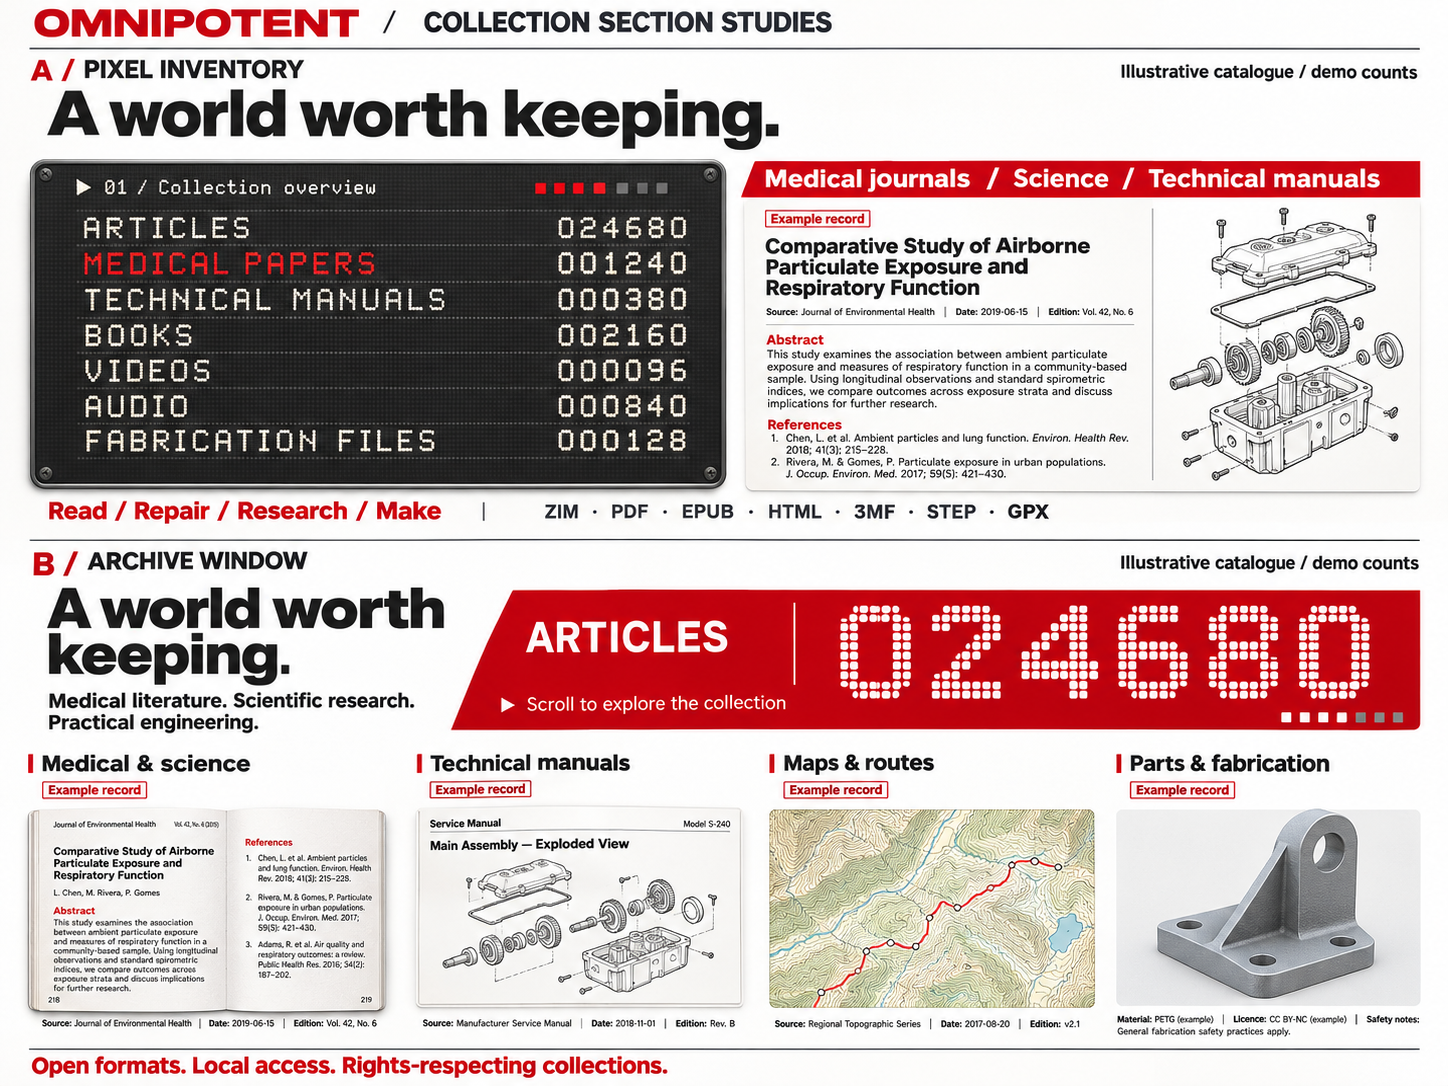 OMNIPOTENT / COLLECTION SECTION STUDIES
A / PIXEL INVENTORY
Illustrative catalogue / demo counts
A world worth keeping.
01 / Collection overview
ARTICLES 024680
MEDICAL PAPERS 001240
TECHNICAL MANUALS 000380
BOOKS 002160
VIDEOS 000096
AUDIO 000840
FABRICATION FILES 000128
Medical journals / Science / Technical manuals
Example record
Comparative Study of Airborne
Particulate Exposure and
Respiratory Function
Source: Journal of Environmental Health | Date: 2019-06-15 | Edition: Vol. 42, No. 6
Abstract
This study examines the association between ambient particulate
exposure and measures of respiratory function in a community-based
sample. Using longitudinal observations and standard spirometric
indices, we compare outcomes across exposure strata and discuss
implications for further research.
References
1. Chen, L. et al. Ambient particles and lung function. Environ. Health Rev.
2018; 41(3): 215–228.
2. Rivera, M. & Gomes, P. Particulate exposure in urban populations.
J. Occup. Environ. Med. 2017; 59(5): 421–430.
Read / Repair / Research / Make | ZIM · PDF · EPUB · HTML · 3MF · STEP · GPX
B / ARCHIVE WINDOW
Illustrative catalogue / demo counts
A world worth
keeping.
Medical literature. Scientific research.
Practical engineering.
ARTICLES
024680
Scroll to explore the collection
Medical & science
Example record
Journal of Environmental Health
Comparative Study of Airborne
Particulate Exposure and
Respiratory Function
L. Chen, M. Rivera, P. Gomes
Abstract
This study examines the association
between ambient particulate exposure
and measures of respiratory function in a
community-based sample. Using longitudinal
observations and standard spirometric
indices, we compare outcomes across
exposure strata and discuss implications
for further research.
218
References
1. Chen, L. et al. Ambient particles
and lung function. Environ. Health
Rev. 2018; 41(3): 215–228.
2. Rivera, M. & Gomes, P. Particulate
exposure in urban populations.
J. Occup. Environ. Med. 2017;
59(5): 421–430.
3. Adams, R. et al. Air quality and
respiratory outcomes: a review.
Public Health Res. 2016; 34(2):
187–202.
219
Source: Journal of Environmental Health | Date: 2019-06-15 | Edition: Vol. 42, No. 6
Technical manuals
Example record
Service Manual
Model S-240
Main Assembly — Exploded View
Source: Manufacturer Service Manual | Date: 2018-11-01 | Edition: Rev. B
Maps & routes
Example record
Source: Regional Topographic Series | Date: 2017-08-20 | Edition: v2.1
Parts & fabrication
Example record
Material: PETG (example) | Licence: CC BY-NC (example) | Safety notes:
General fabrication safety practices apply.
Open formats. Local access. Rights-respecting collections.